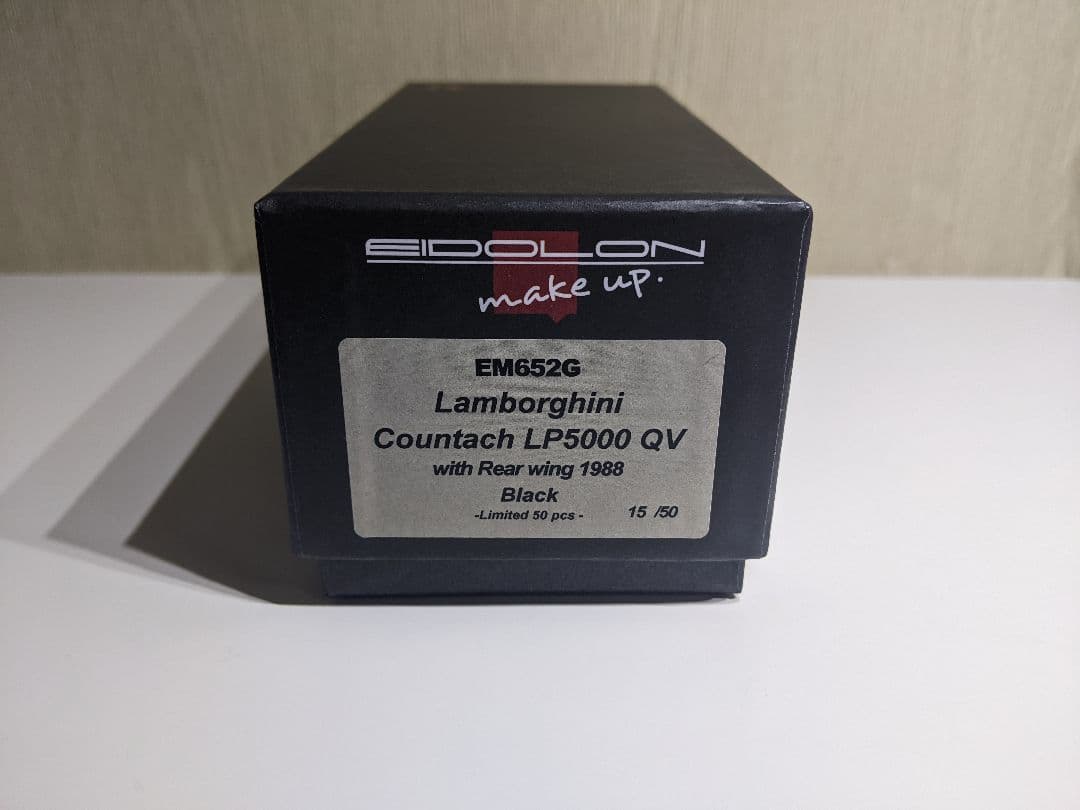 EIDOLON
make up.
EM652G
Lamborghini
Countach LP5000 QV
with Rear wing 1988
Black
-Limited 50 pcs - 15 /50